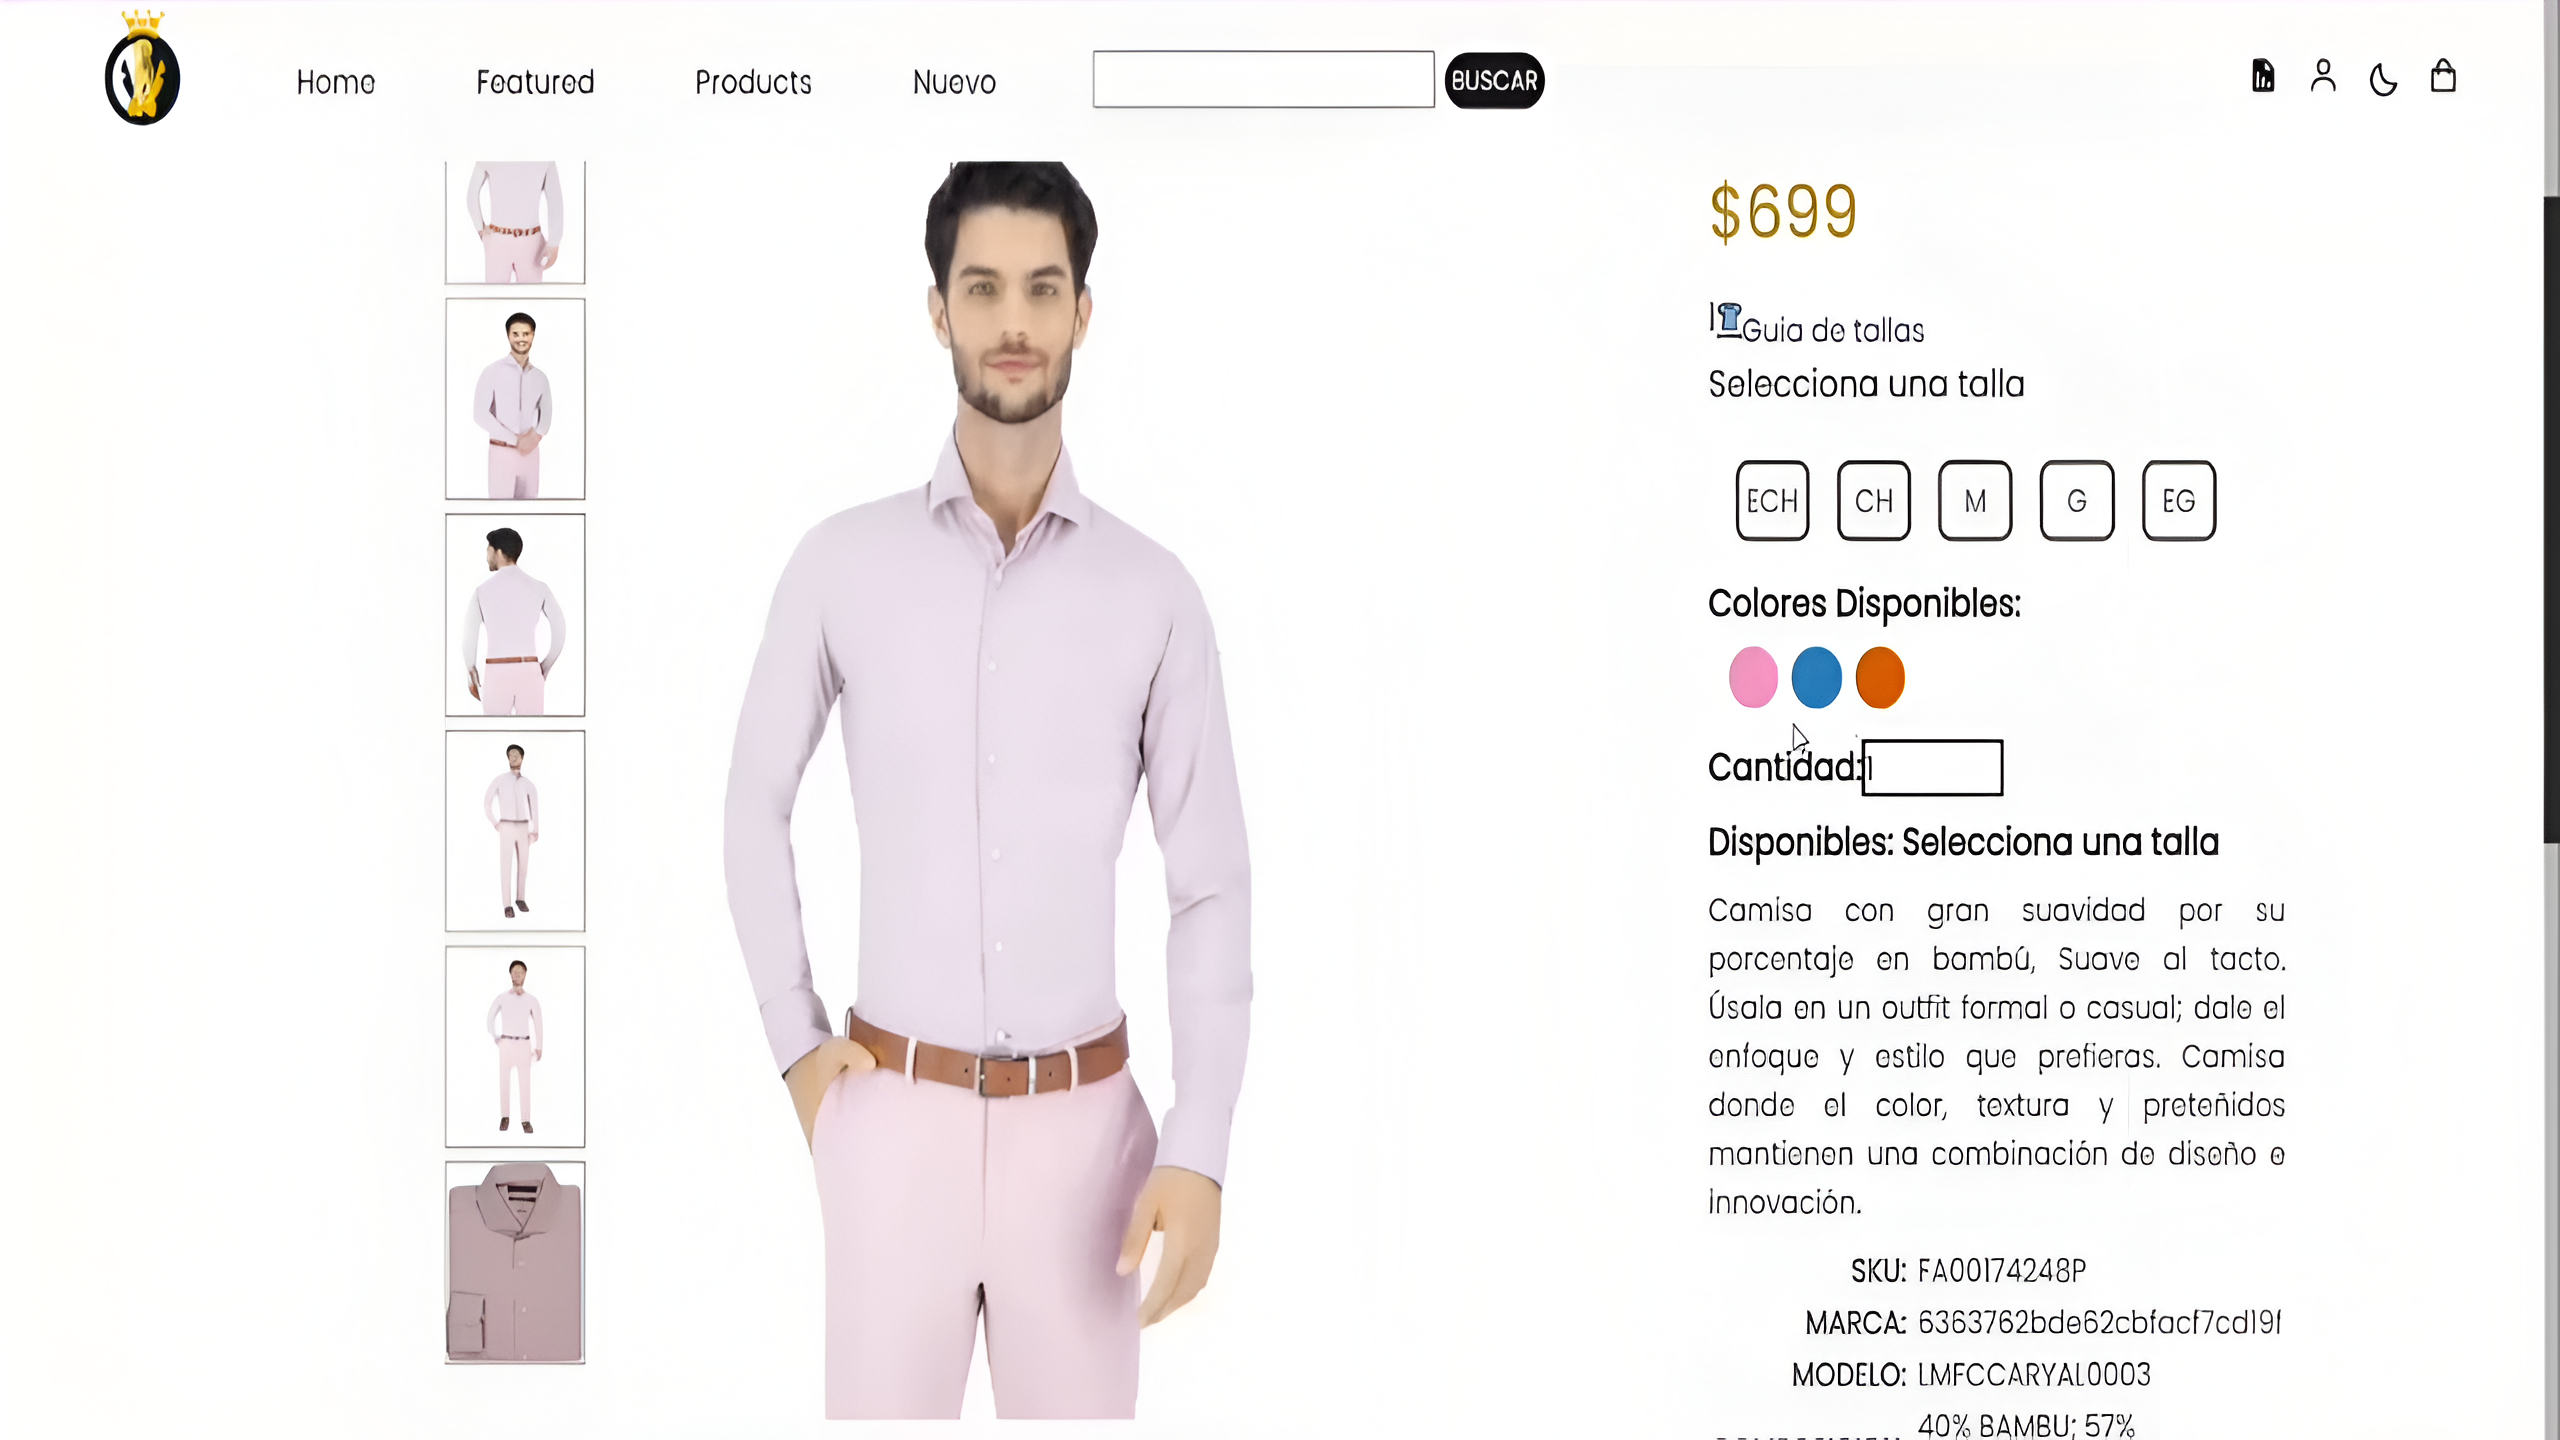 Home Featured Products Nuevo BUSCAR
$699
Guia de tallas
Selecciona una talla
ECH CH M G EG
Colores Disponibles:
Cantidad: 1
Disponibles: Selecciona una talla
Camisa con gran suavidad por su
porcentaje en bambú, Suave al tacto.
Úsala en un outfit formal o casual; dale el
enfoque y estilo que prefieras. Camisa
donde el color, textura y preteñidos
mantienen una combinación de diseño e
innovación.
SKU: FA00174248P
MARCA: 6363762bde62cbfacf7cd19f
MODELO: LMFCCARYAL0003
40% BAMBU; 57%